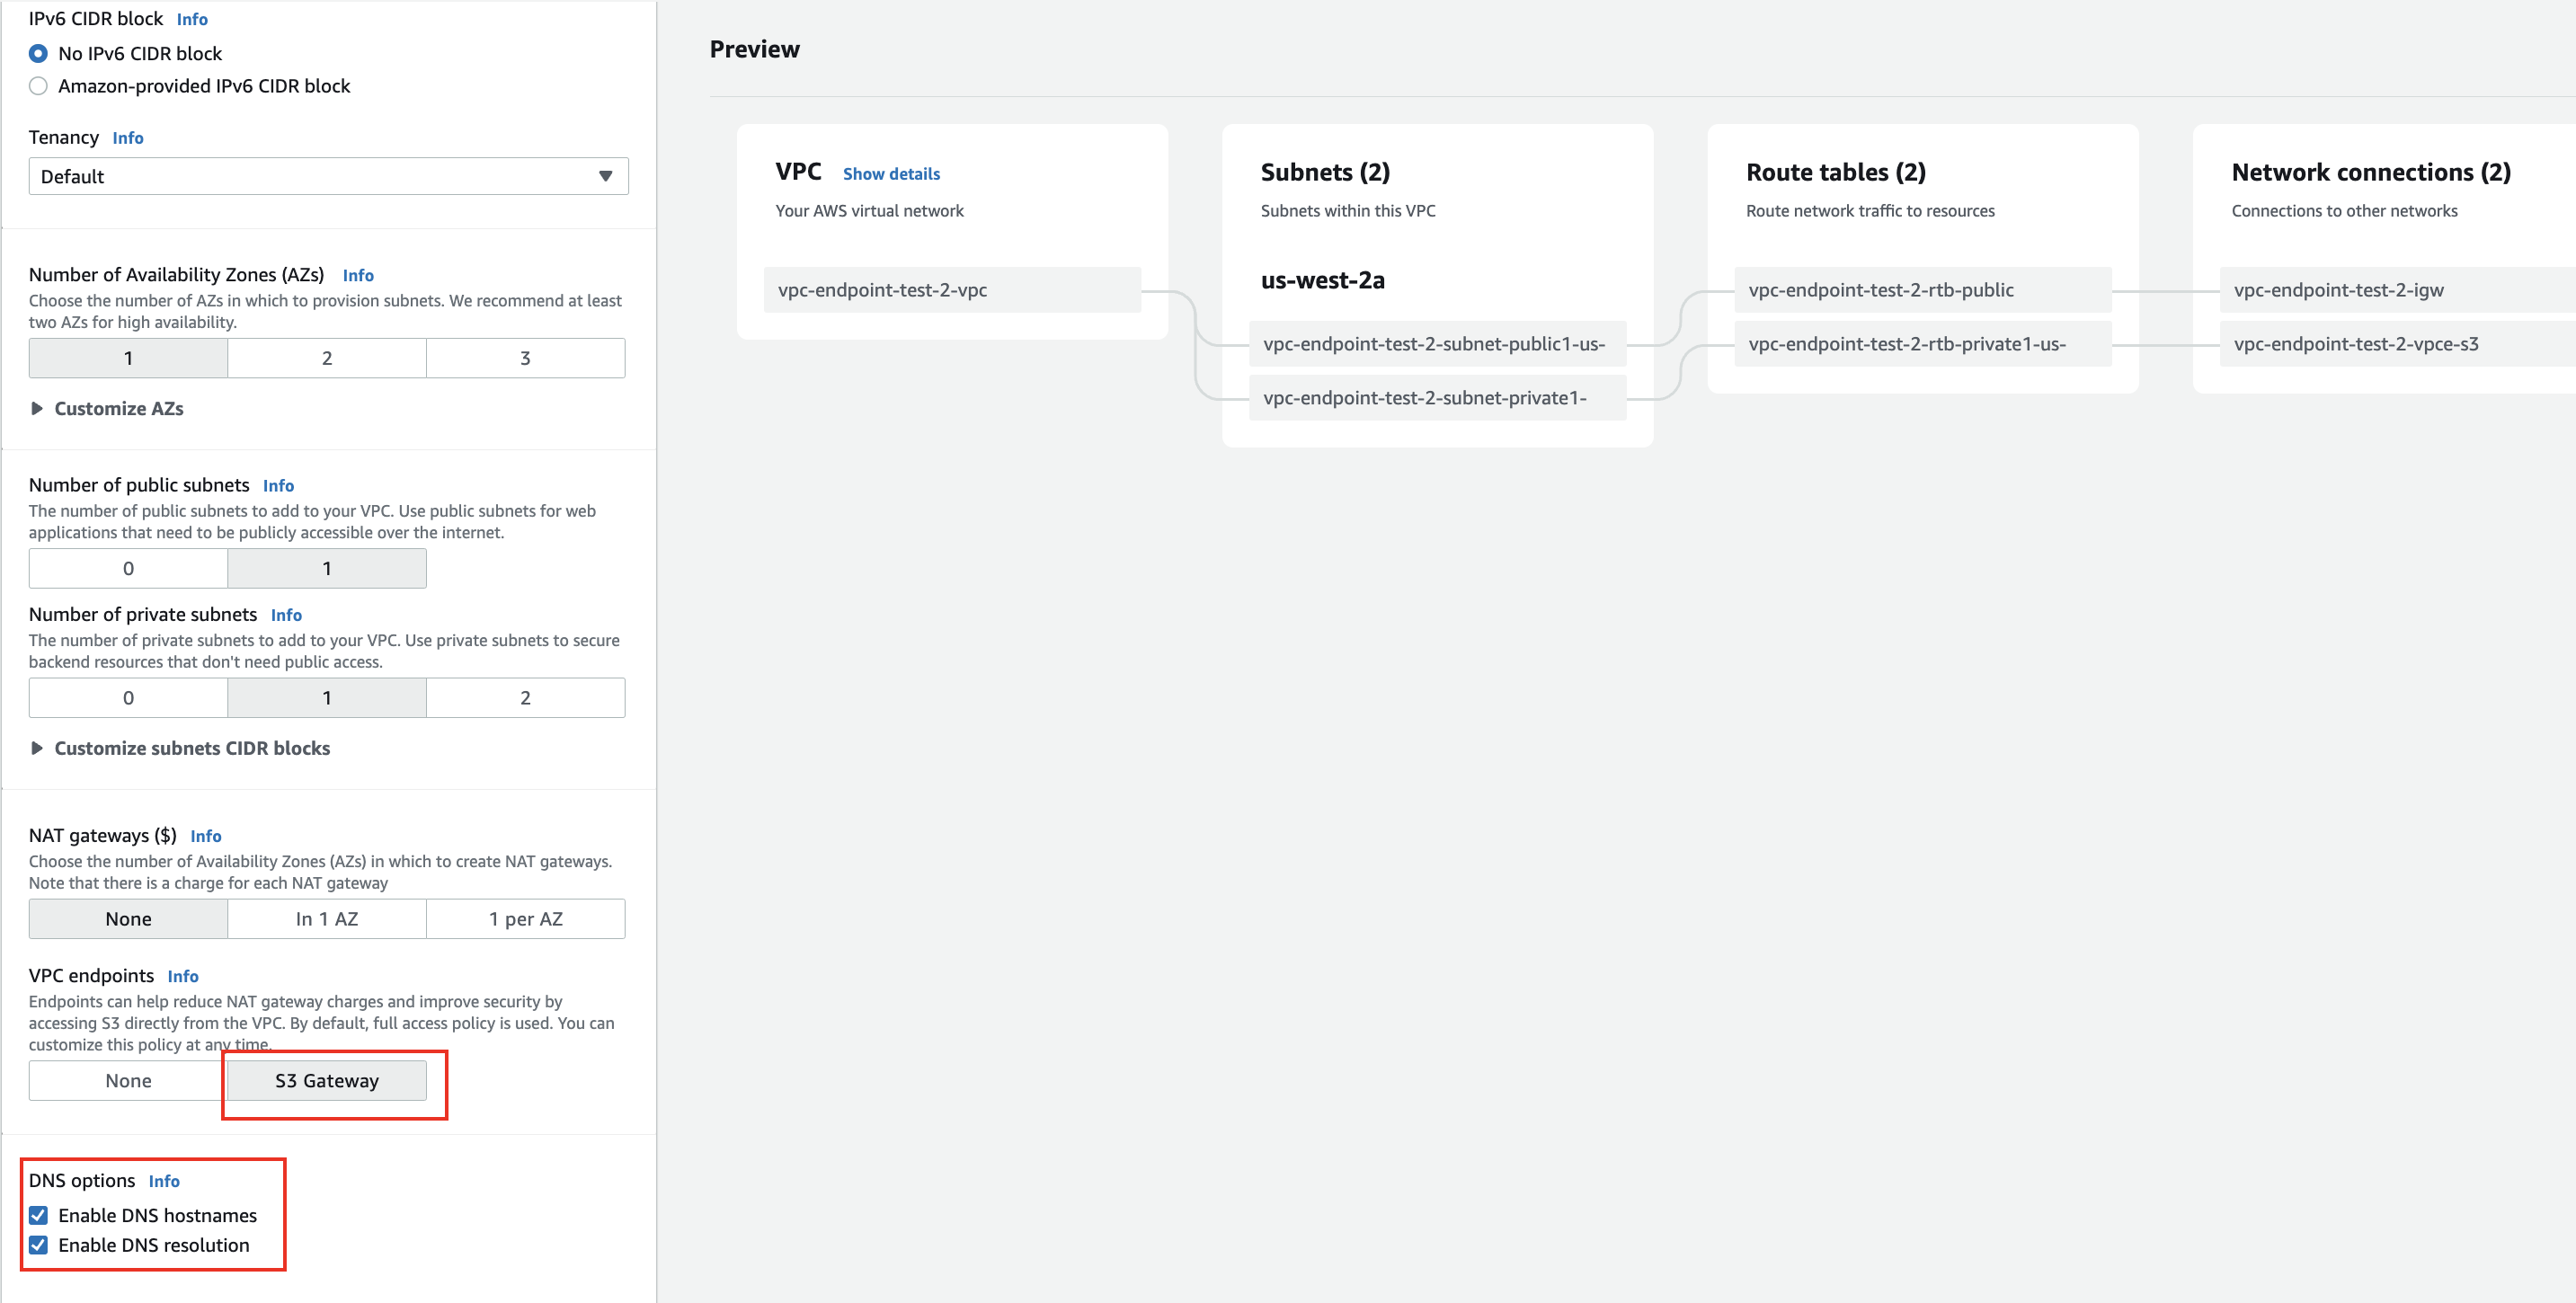 IPv6 CIDR block Info
No IPv6 CIDR block
Amazon-provided IPv6 CIDR block
Tenancy Info
Default
Number of Availability Zones (AZs) Info
Choose the number of AZs in which to provision subnets. We recommend at least
two AZs for high availability.
1 2 3
Customize AZs
Number of public subnets Info
The number of public subnets to add to your VPC. Use public subnets for web
applications that need to be publicly accessible over the internet.
0 1
Number of private subnets Info
The number of private subnets to add to your VPC. Use private subnets to secure
backend resources that don't need public access.
0 1 2
Customize subnets CIDR blocks
NAT gateways ($) Info
Choose the number of Availability Zones (AZs) in which to create NAT gateways.
Note that there is a charge for each NAT gateway
None In 1 AZ 1 per AZ
VPC endpoints Info
Endpoints can help reduce NAT gateway charges and improve security by
accessing S3 directly from the VPC. By default, full access policy is used. You can
customize this policy at any time.
None S3 Gateway
DNS options Info
Enable DNS hostnames
Enable DNS resolution
Preview
VPC Show details
Your AWS virtual network
vpc-endpoint-test-2-vpc
Subnets (2)
Subnets within this VPC
us-west-2a
vpc-endpoint-test-2-subnet-public1-us-
vpc-endpoint-test-2-subnet-private1-
Route tables (2)
Route network traffic to resources
vpc-endpoint-test-2-rtb-public
vpc-endpoint-test-2-rtb-private1-us-
Network connections (2)
Connections to other networks
vpc-endpoint-test-2-igw
vpc-endpoint-test-2-vpce-s3